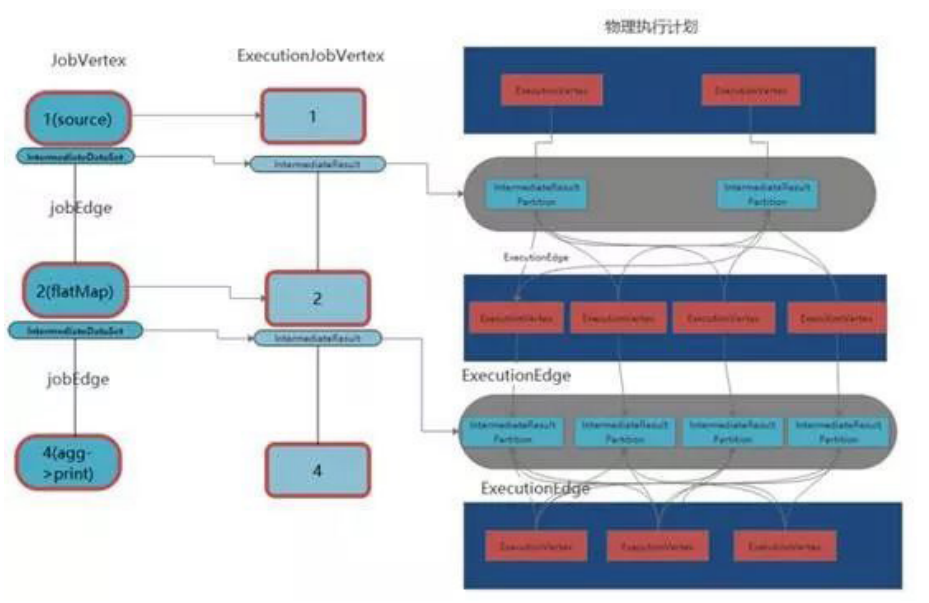 物理执行计划
JobVertex
ExecutionJobVertex
1(source)
1
ExecutionVertex
ExecutionVertex
IntermediateDataSet
IntermediateResult
IntermediateResult
Partition
IntermediateResult
Partition
jobEdge
ExecutionEdge
2(flatMap)
2
ExecutionVertex
ExecutionVertex
ExecutionVertex
ExecutionVertex
IntermediateDataSet
IntermediateResult
jobEdge
ExecutionEdge
IntermediateResult
Partition
IntermediateResult
Partition
IntermediateResult
Partition
IntermediateResult
Partition
4(agg-
>print)
4
ExecutionEdge
ExecutionVertex
ExecutionVertex
ExecutionVertex